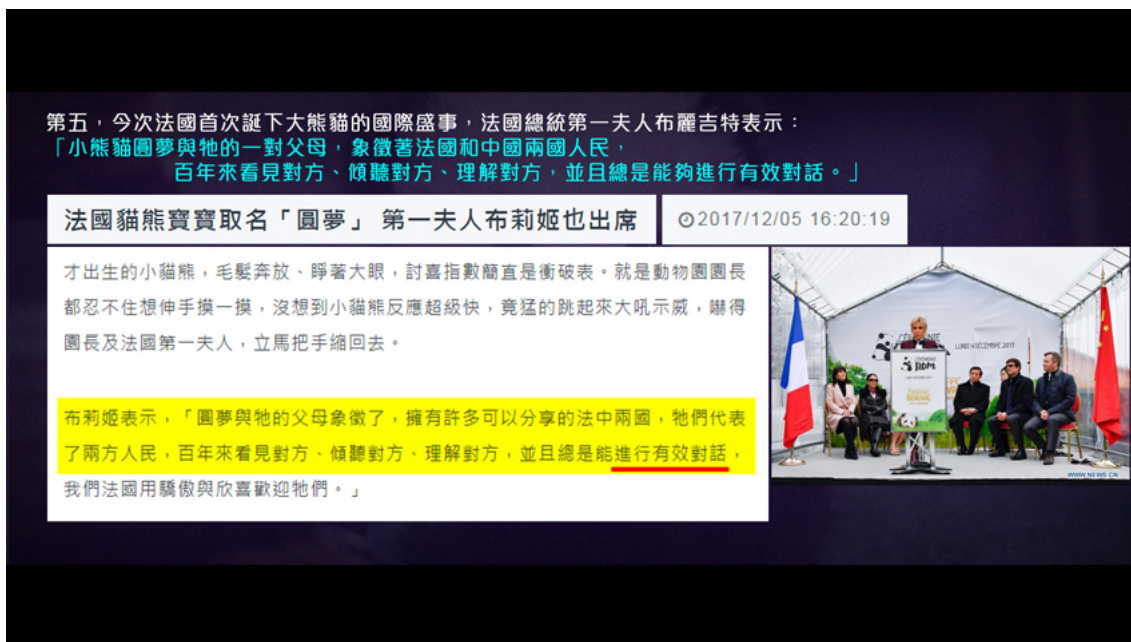 第五，今次法國首次誕下大熊貓的國際盛事，法國總統第一夫人布麗吉特表示：
「小熊貓圓夢與牠的一對父母，象徵著法國和中國兩國人民，
百年來看見對方、傾聽對方、理解對方，並且總是能夠進行有效對話。」
法國貓熊寶寶取名「圓夢」 第一夫人布莉姬也出席
2017/12/05 16:20:19
才出生的小貓熊，毛髮奔放、睜著大眼，討喜指數簡直是衝破表。就是動物園園長
都忍不住想伸手摸一摸，沒想到小貓熊反應超級快，竟猛的跳起來大吼示威，嚇得
園長及法國第一夫人，立馬把手縮回去。
布莉姬表示，「圓夢與牠的父母象徵了，擁有許多可以分享的法中兩國，牠們代表
了兩方人民，百年來看見對方、傾聽對方、理解對方，並且總是能進行有效對話，
我們法國用驕傲與欣喜歡迎牠們。」
LUNDI 4 DÉCEMBRE 2017
BEAUVAL
WWW.NEWS.CN